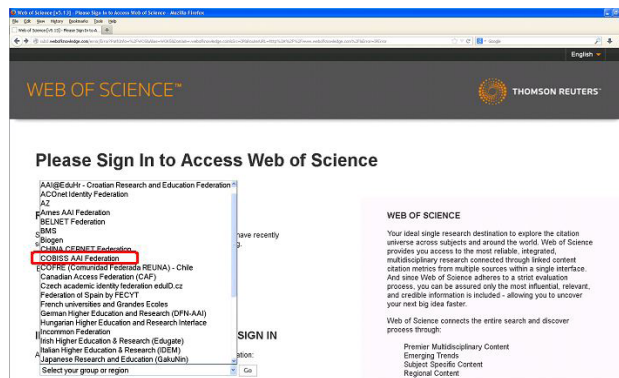 Web of Science [v5.13] - Please Sign In to Access Web of Science - Mozilla Firefox
File Edit View History Bookmarks Tools Help
English
WEB OF SCIENCE™
THOMSON REUTERS™
Please Sign In to Access Web of Science
AAI@EduHr - Croatian Research and Education Federation
ACOnet Identity Federation
AZ
Arnes AAI Federation
BELNET Federation
BMS
Biogen
CHINA CERNET Federation
COBISS AAI Federation
COFRE (Comunidad Federada REUNA) - Chile
Canadian Access Federation (CAF)
Czech academic identity federation eduID.cz
Federation of Spain by FECYT
French universities and Grandes Ecoles
German Higher Education and Research (DFN-AAI)
Hungarian Higher Education and Research Interface
Incommon Federation
Irish Higher Education & Research (Edugate)
Italian Higher Education & Research (IDEM)
Japanese Research and Education (GakuNin)
Select your group or region
Go
have recently
SIGN IN
WEB OF SCIENCE
Your ideal single research destination to explore the citation
universe across subjects and around the world. Web of Science
provides you access to the most reliable, integrated,
multidisciplinary research connected through linked content
citation metrics from multiple sources within a single interface.
And since Web of Science adheres to a strict evaluation
process, you can be assured only the most influential, relevant,
and credible information is included - allowing you to uncover
your next big idea faster.
Web of Science connects the entire search and discover
process through:
Premier Multidisciplinary Content
Emerging Trends
Subject Specific Content
Regional Content